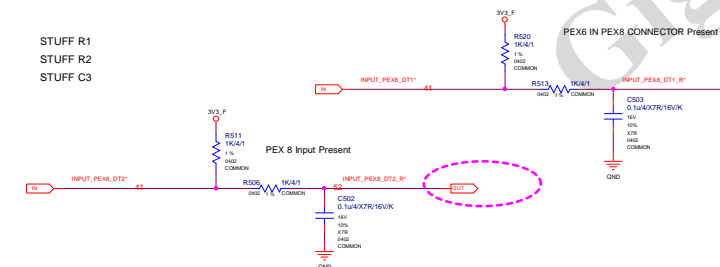 STUFF R1
STUFF R2
STUFF C3
3V3_F
R520
1K/4/1
1 %
0402
COMMON
PEX6 IN PEX8 CONNECTOR Present
IN
INPUT_PEX8_DT1*
41
R513
1K/4/1
0402
1 %
COMMON
INPUT_PEX8_DT1_R*
C503
0.1u/4/X7R/16V/K
16V
10%
X7R
0402
COMMON
GND
3V3_F
R511
1K/4/1
1 %
0402
COMMON
PEX 8 Input Present
IN
INPUT_PEX8_DT2*
41
R506
1K/4/1
0402
1 %
COMMON
52
INPUT_PEX8_DT2_R*
OUT
C502
0.1u/4/X7R/16V/K
16V
10%
X7R
0402
COMMON
GND